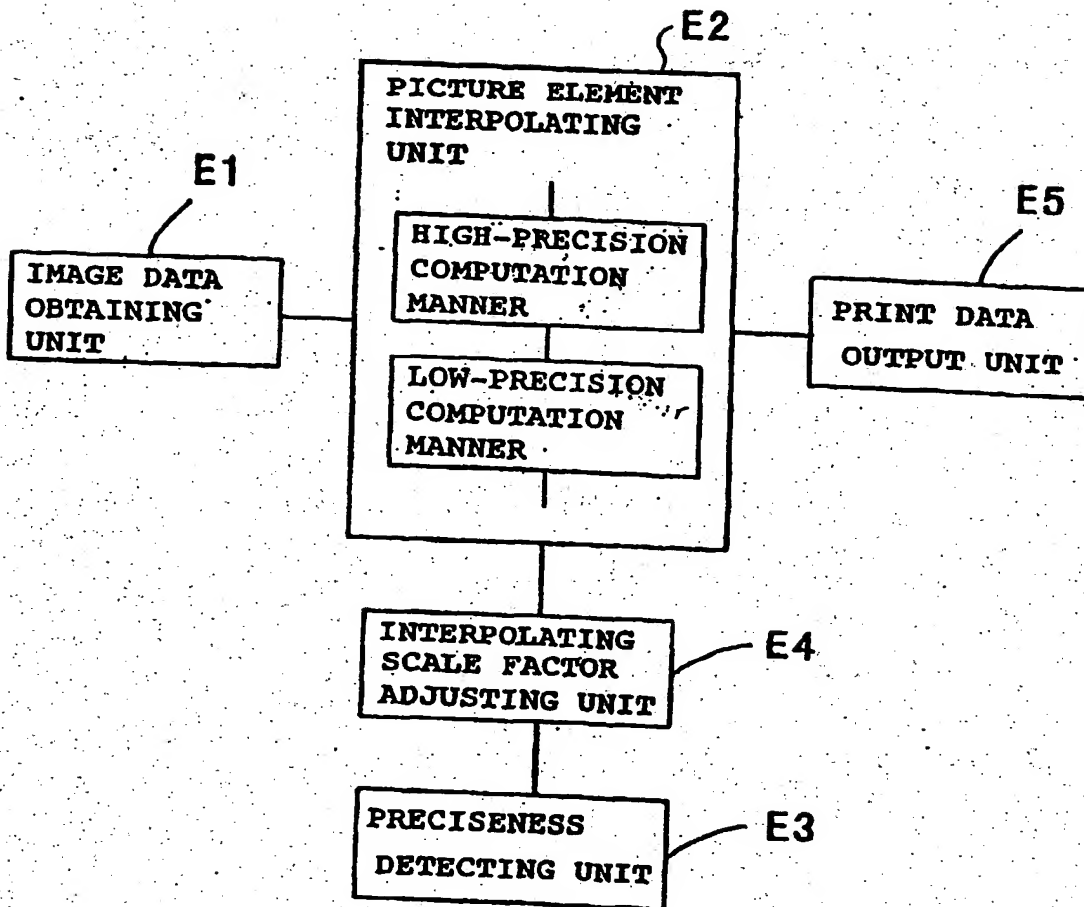 E2
PICTURE ELEMENT
INTERPOLATING
UNIT
E1
HIGH-PRECISION
COMPUTATION
MANNER
E5
IMAGE DATA
OBTAINING
UNIT
PRINT DATA
OUTPUT UNIT
LOW-PRECISION
COMPUTATION
MANNER
INTERPOLATING
SCALE FACTOR
ADJUSTING UNIT
E4
PRECISENESS
DETECTING UNIT
E3